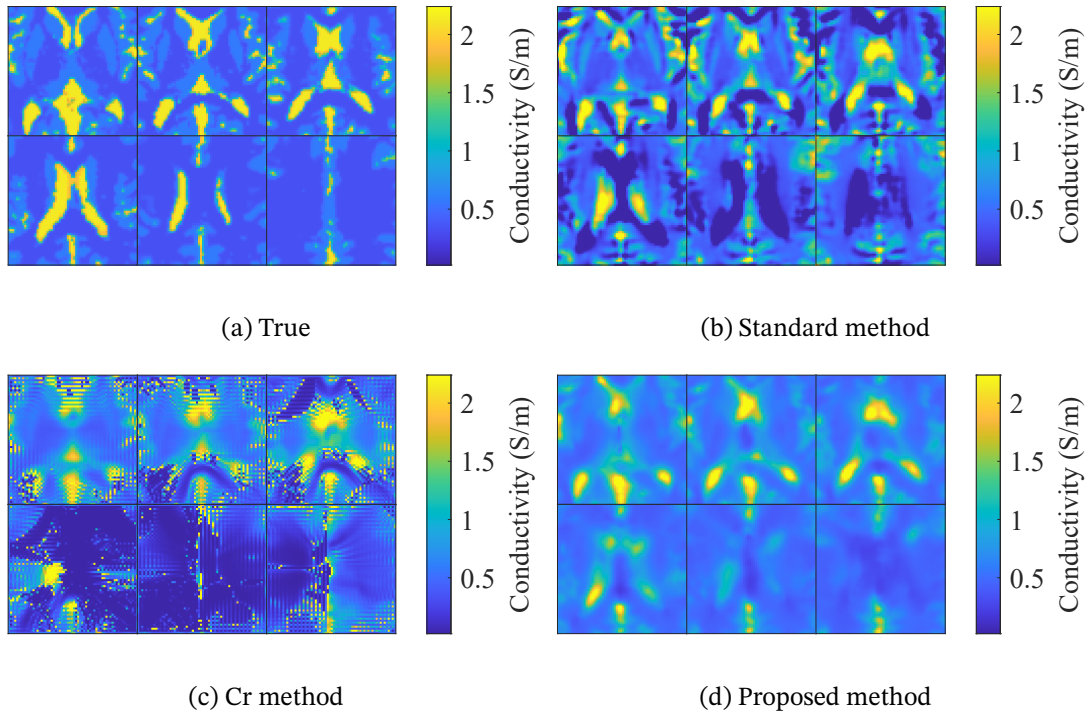 2
1.5
1
0.5
Conductivity (S/m)
2
1.5
1
0.5
Conductivity (S/m)
(a) True
(b) Standard method
2
1.5
1
0.5
Conductivity (S/m)
2
1.5
1
0.5
Conductivity (S/m)
(c) Cr method
(d) Proposed method